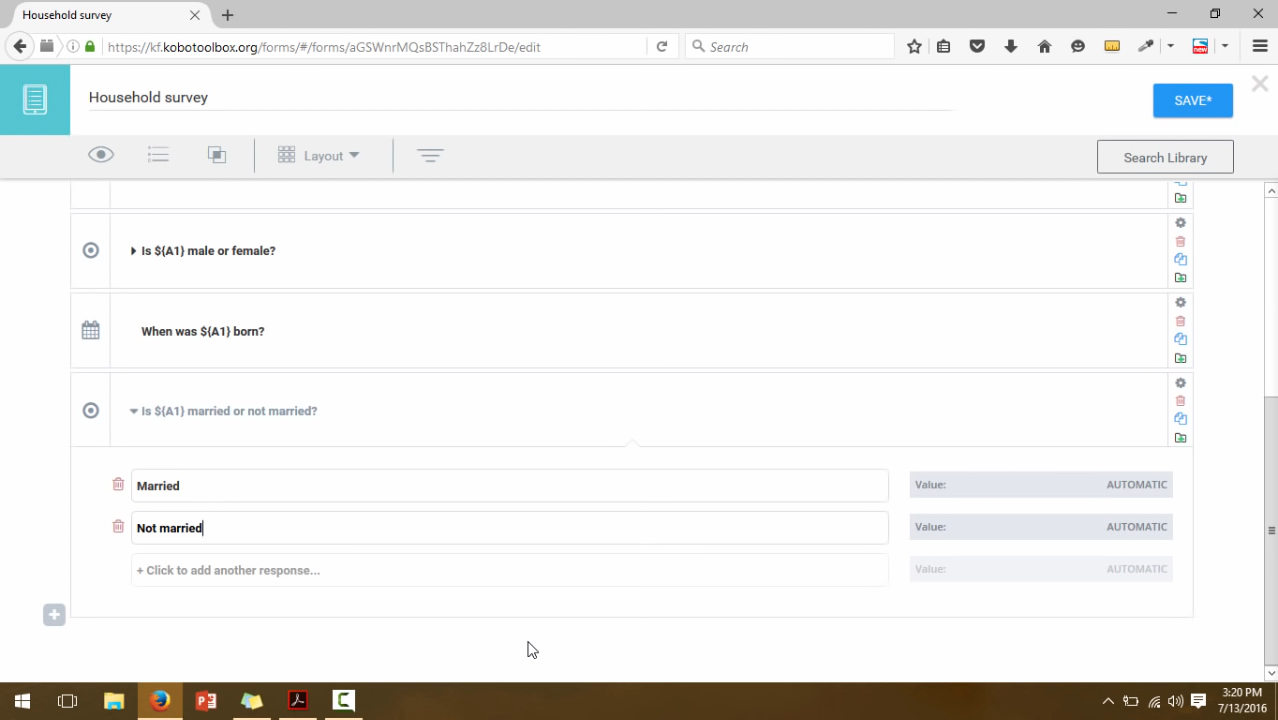 Household survey
https://kf.kobotoolbox.org/forms/#/forms/aGSWnrMQsBSThahZz8LrDe/edit
Search
new
Household survey
SAVE*
Layout
Search Library
Is ${A1} male or female?
When was ${A1} born?
Is ${A1} married or not married?
Married
Value:
AUTOMATIC
Not married
Value:
AUTOMATIC
+ Click to add another response...
Value:
AUTOMATIC
3:20 PM
7/13/2016